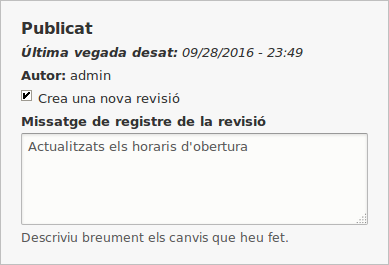 Publicat
Última vegada desat: 09/28/2016 - 23:49
Autor: admin
Crea una nova revisió
Missatge de registre de la revisió
Actualitzats els horaris d'obertura
Descriviu breument els canvis que heu fet.